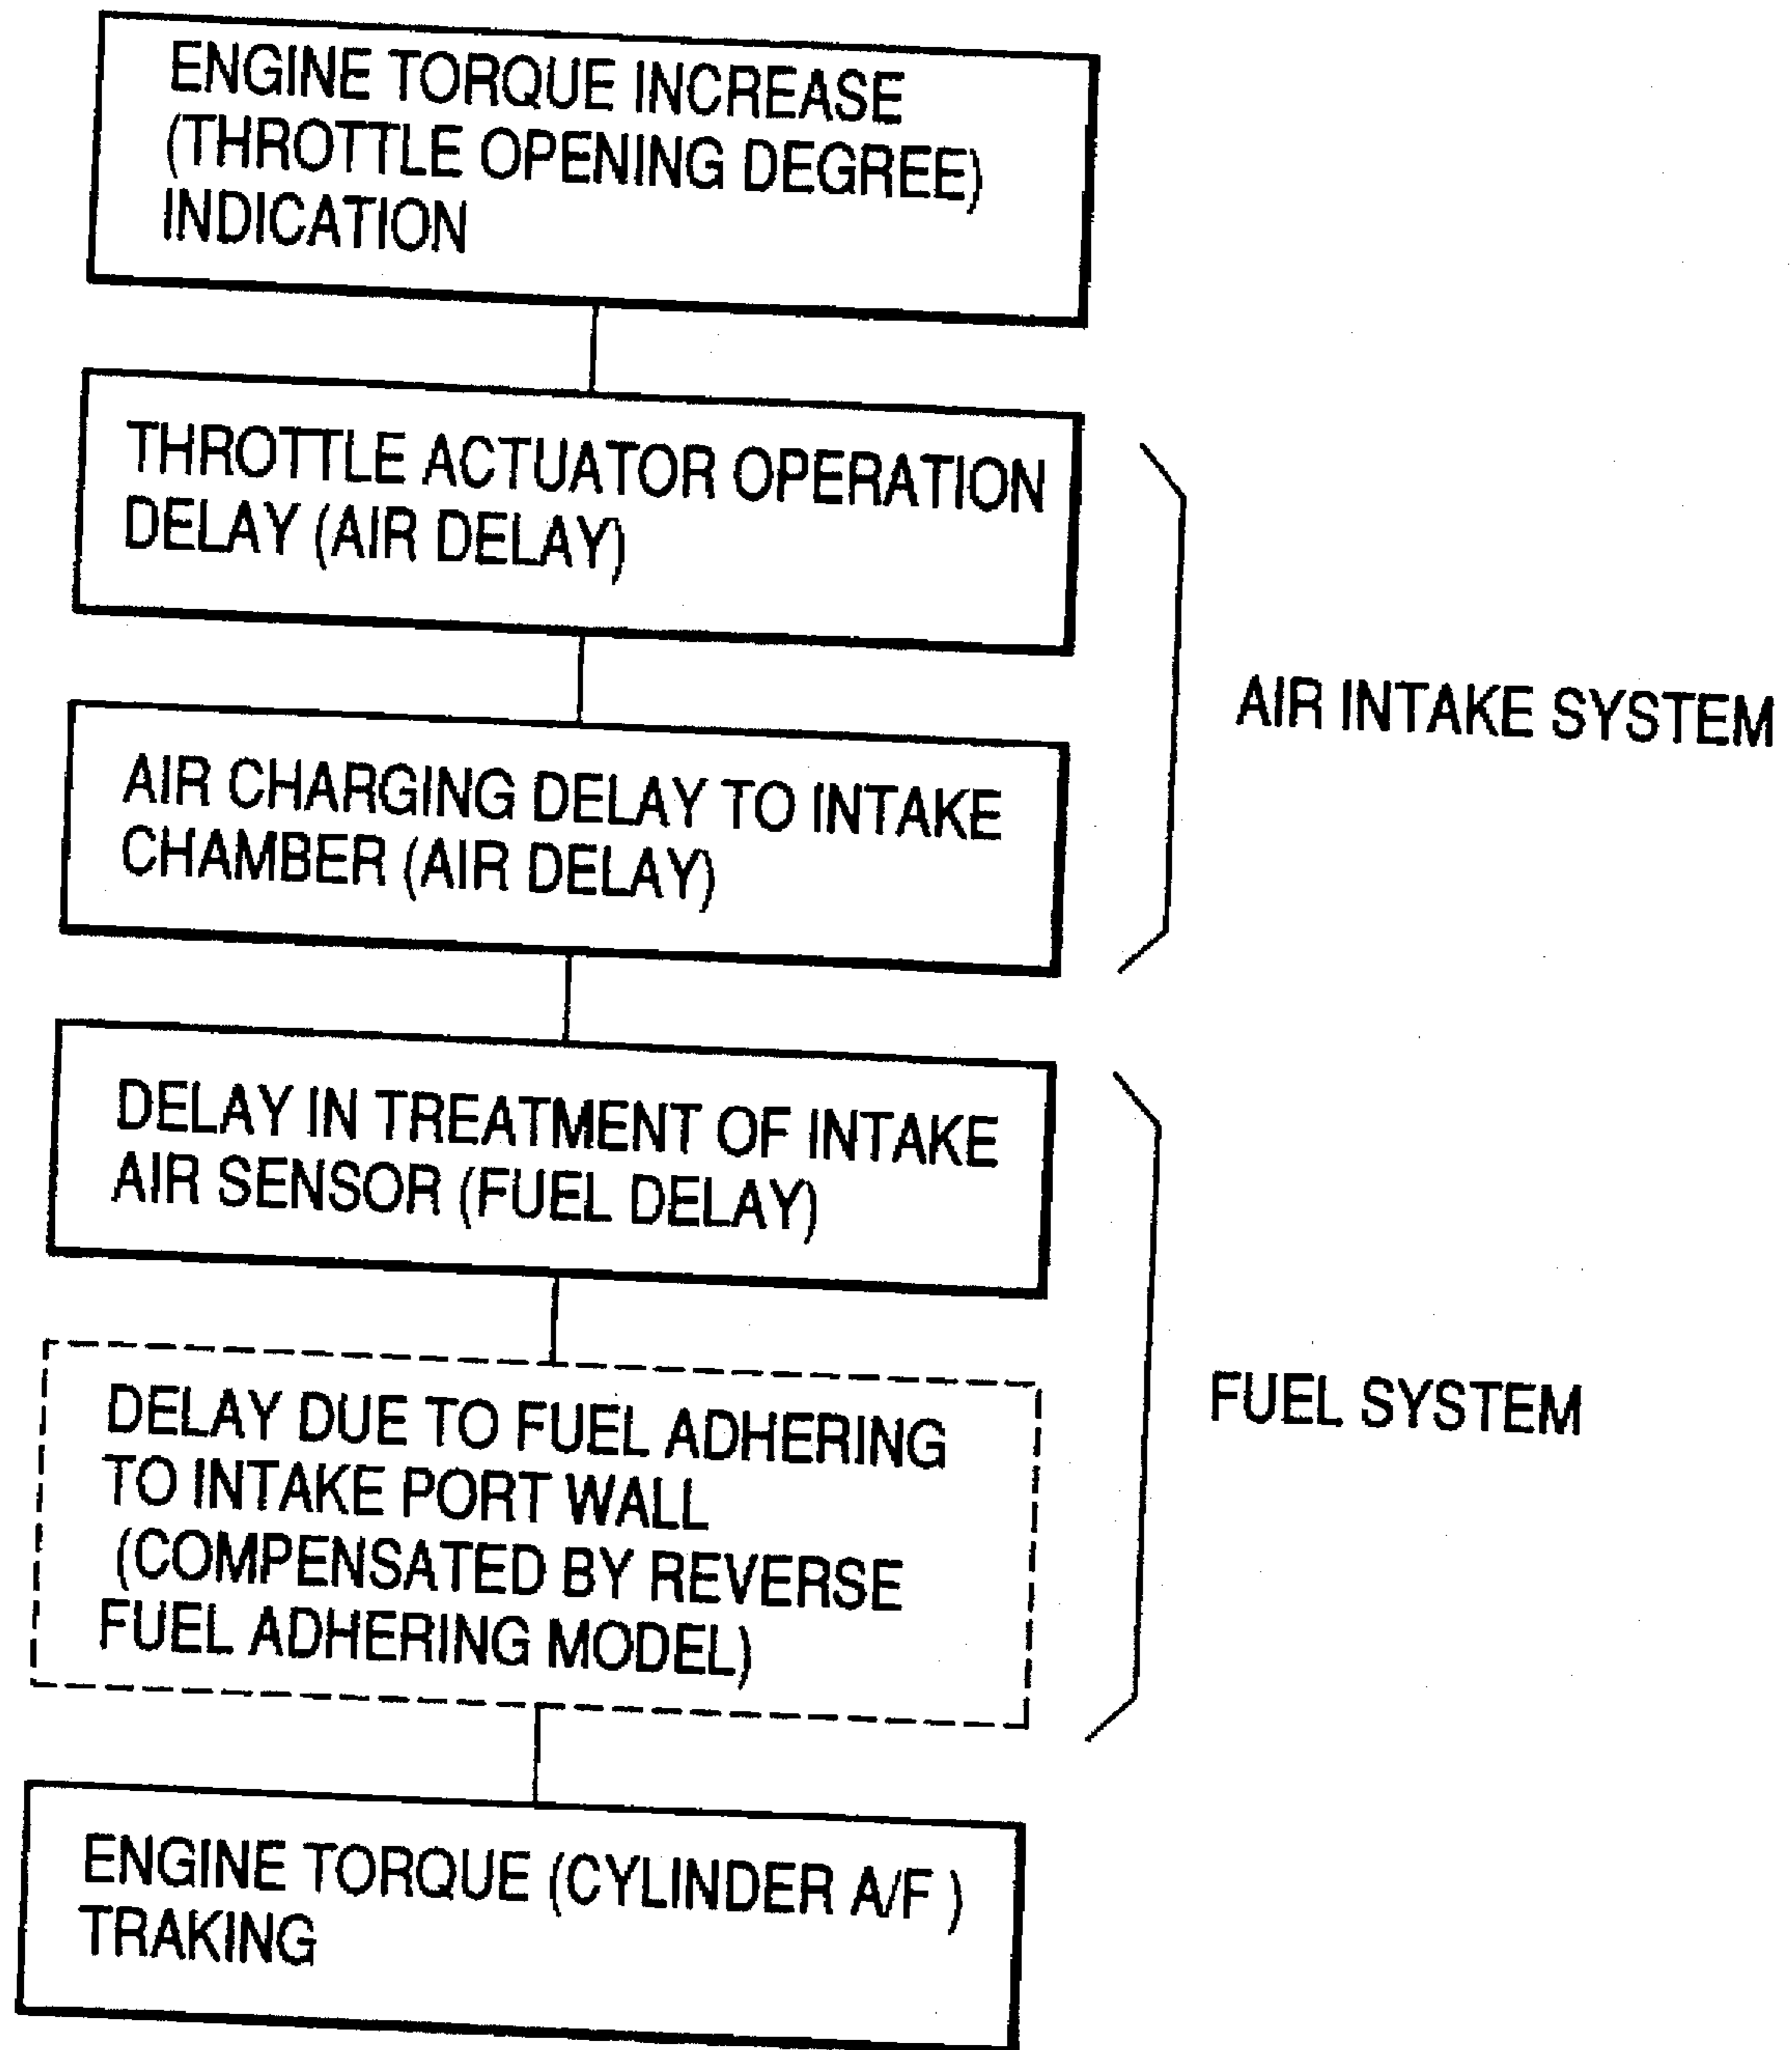 ENGINE TORQUE INCREASE
(THROTTLE OPENING DEGREE)
INDICATION
THROTTLE ACTUATOR OPERATION
DELAY (AIR DELAY)
AIR CHARGING DELAY TO INTAKE
CHAMBER (AIR DELAY)
AIR INTAKE SYSTEM
DELAY IN TREATMENT OF INTAKE
AIR SENSOR (FUEL DELAY)
DELAY DUE TO FUEL ADHERING
TO INTAKE PORT WALL
(COMPENSATED BY REVERSE
FUEL ADHERING MODEL)
FUEL SYSTEM
ENGINE TORQUE (CYLINDER A/F )
TRAKING